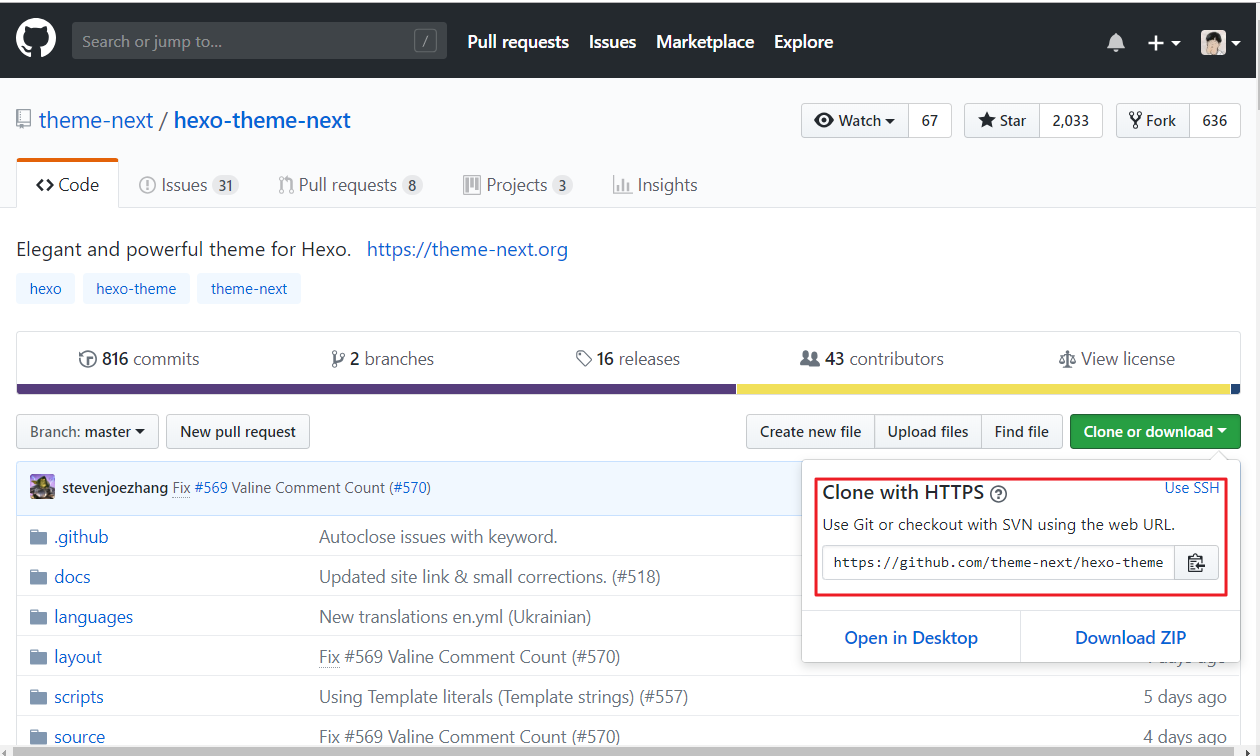 Search or jump to... /
Pull requests Issues Marketplace Explore
theme-next / hexo-theme-next
Watch 67 Star 2,033 Fork 636
Code Issues 31 Pull requests 8 Projects 3 Insights
Elegant and powerful theme for Hexo. https://theme-next.org
hexo hexo-theme theme-next
816 commits 2 branches 16 releases 43 contributors View license
Branch: master New pull request Create new file Upload files Find file Clone or download
stevenjoezhang Fix #569 Valine Comment Count (#570)
Clone with HTTPS ? Use SSH
Use Git or checkout with SVN using the web URL.
https://github.com/theme-next/hexo-theme
Open in Desktop Download ZIP
.github Autoclose issues with keyword.
docs Updated site link & small corrections. (#518)
languages New translations en.yml (Ukrainian)
layout Fix #569 Valine Comment Count (#570)
scripts Using Template literals (Template strings) (#557) 5 days ago
source Fix #569 Valine Comment Count (#570) 4 days ago